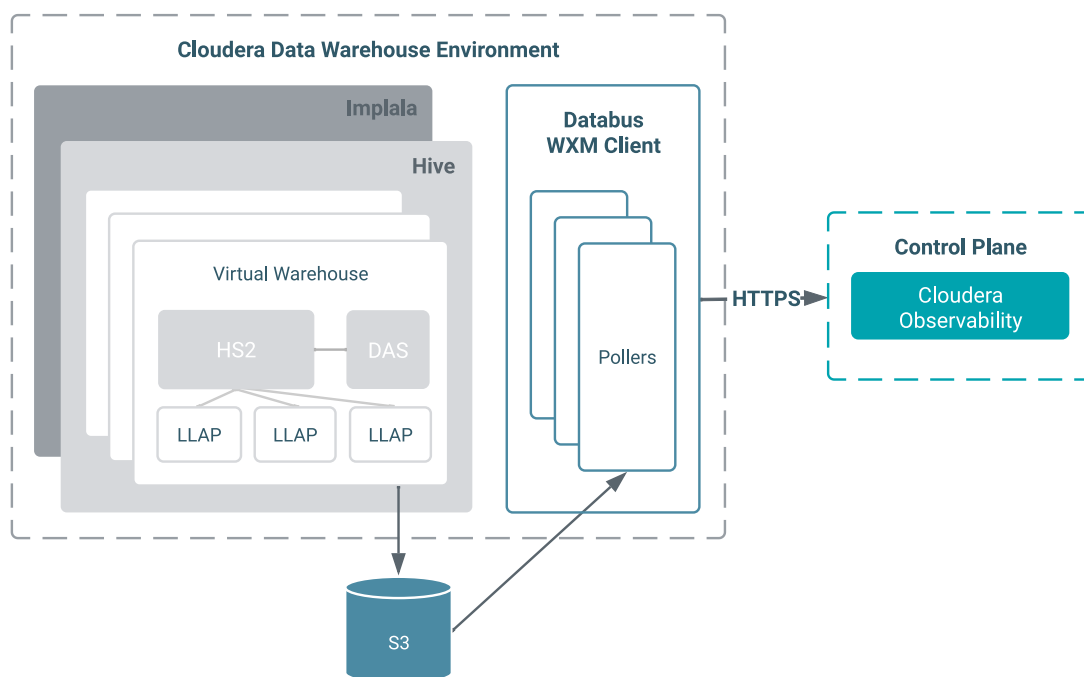 Cloudera Data Warehouse Environment
Implala
Hive
Virtual Warehouse
HS2
DAS
LLAP
LLAP
LLAP
Databus
WXM Client
Pollers
HTTPS
Control Plane
Cloudera
Observability
S3